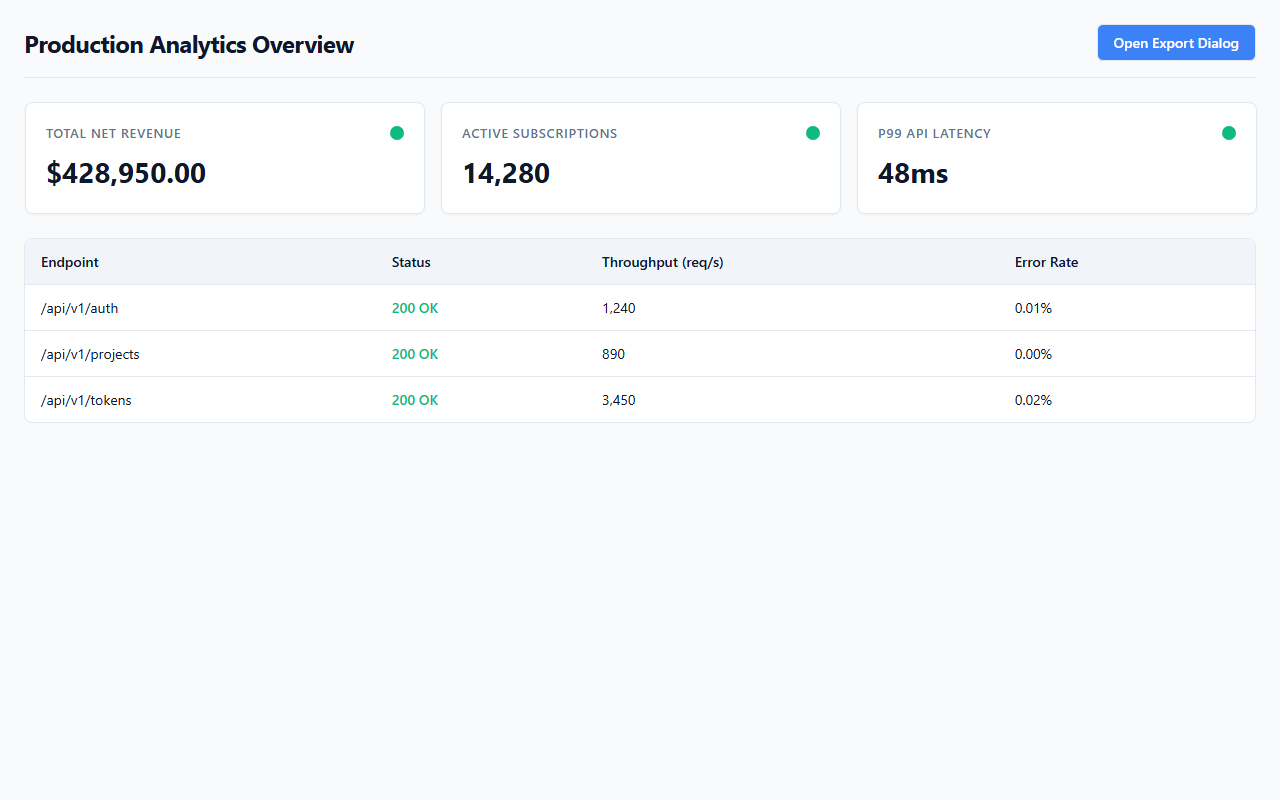 Production Analytics Overview
Open Export Dialog
TOTAL NET REVENUE
$428,950.00
ACTIVE SUBSCRIPTIONS
14,280
P99 API LATENCY
48ms
Endpoint Status Throughput (req/s) Error Rate
/api/v1/auth 200 OK 1,240 0.01%
/api/v1/projects 200 OK 890 0.00%
/api/v1/tokens 200 OK 3,450 0.02%